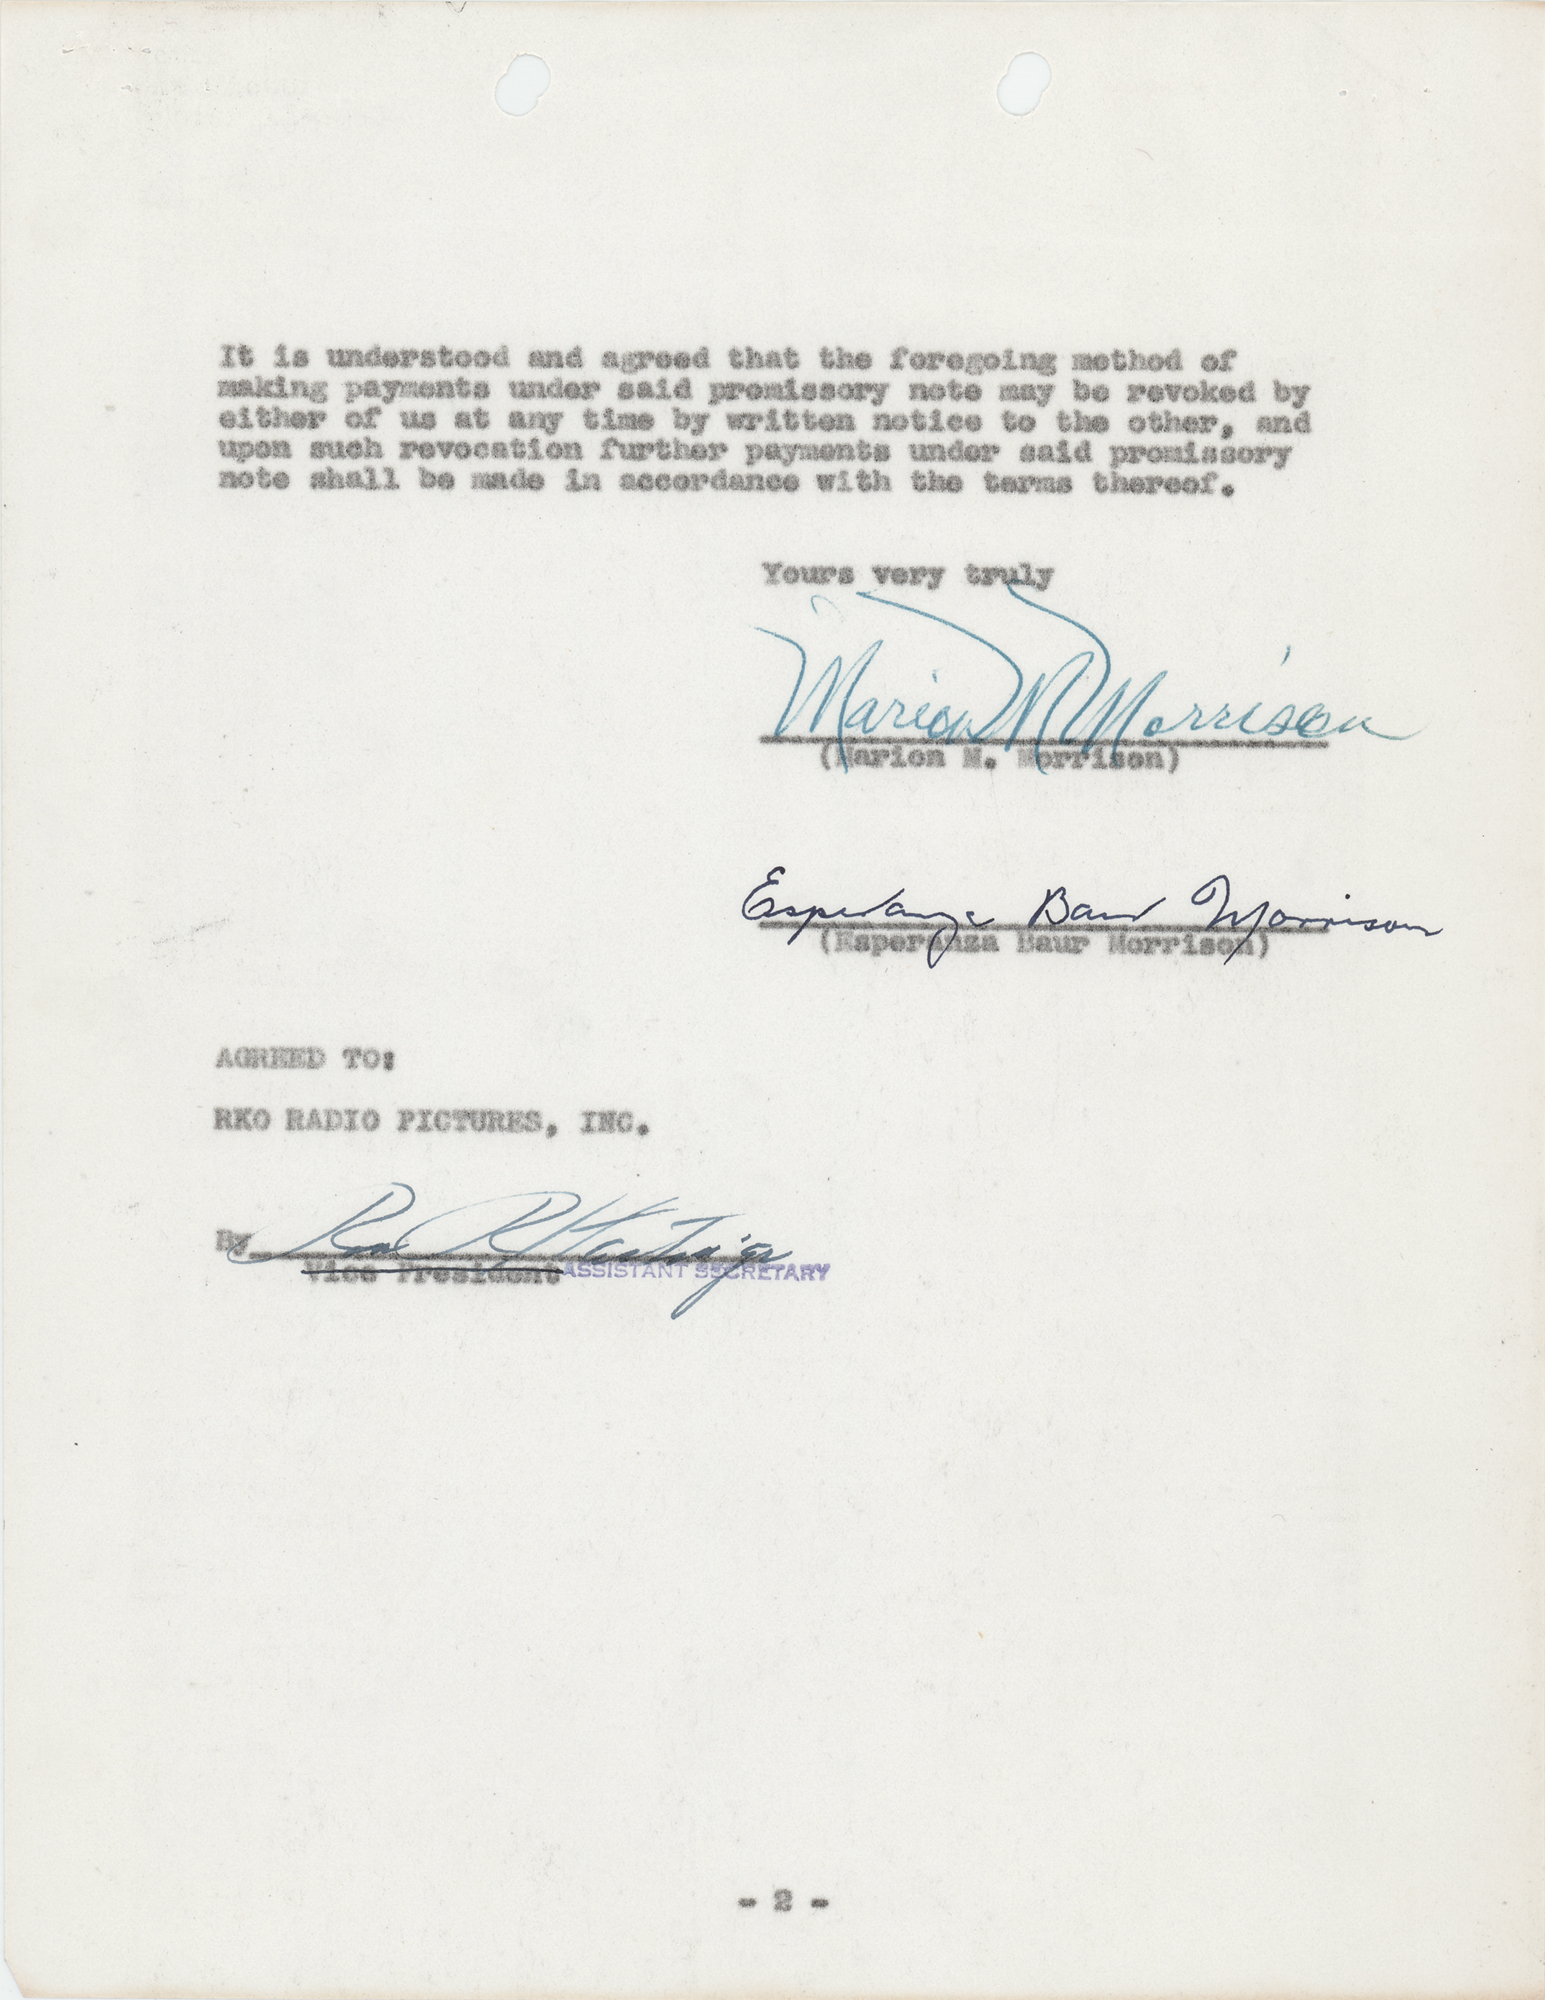 It is understood and agreed that the foregoing method of
making payments under said promissory note may be revoked by
either of us at any time by written notice to the other, and
upon such revocation further payments under said promissory
note shall be made in accordance with the terms thereof.
Yours very truly
Marion M Morrison
(Marion M. Morrison)
Esperanza Baur Morrison
(Esperanza Baur Morrison)
AGREED TO:
RKO RADIO PICTURES, INC.
By
Vice President ASSISTANT SECRETARY
- 2 -